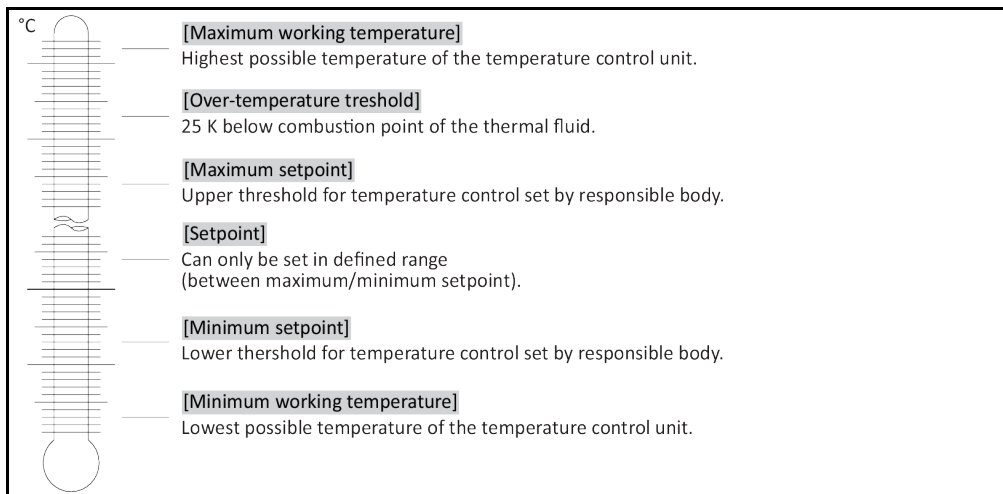 °C
[Maximum working temperature]
Highest possible temperature of the temperature control unit.
[Over-temperature treshold]
25 K below combustion point of the thermal fluid.
[Maximum setpoint]
Upper threshold for temperature control set by responsible body.
[Setpoint]
Can only be set in defined range
(between maximum/minimum setpoint).
[Minimum setpoint]
Lower thershold for temperature control set by responsible body.
[Minimum working temperature]
Lowest possible temperature of the temperature control unit.